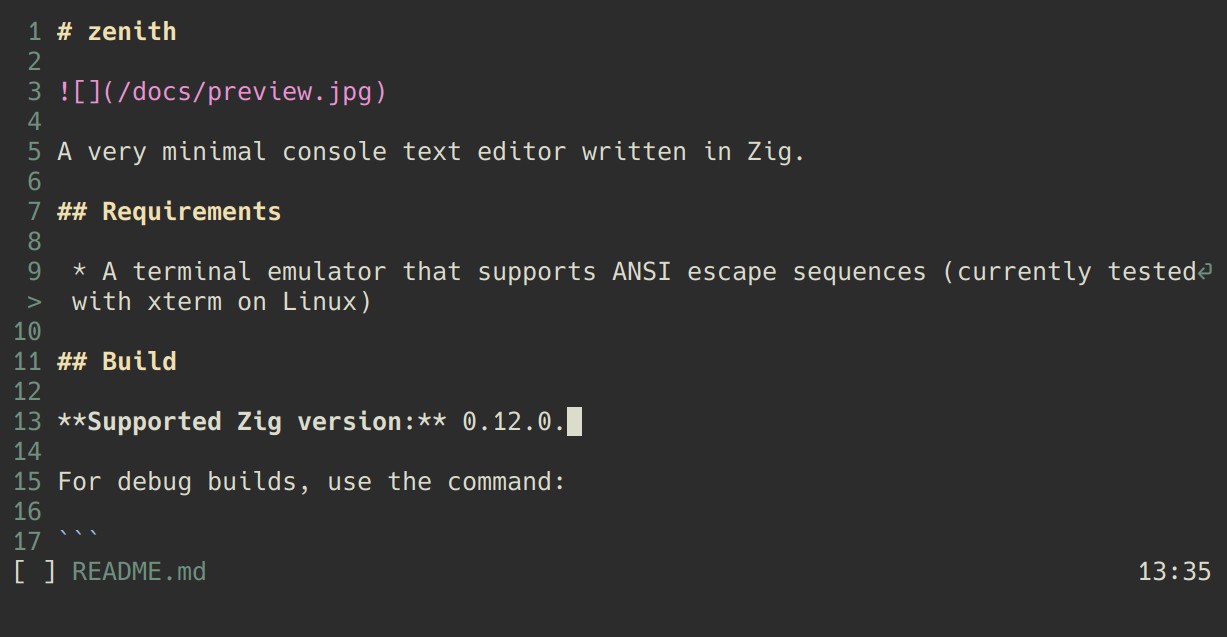 1 # zenith
2
3 ![](/docs/preview.jpg)
4
5 A very minimal console text editor written in Zig.
6
7 ## Requirements
8
9  * A terminal emulator that supports ANSI escape sequences (currently tested⏎
>  with xterm on Linux)
10
11 ## Build
12
13 **Supported Zig version:** 0.12.0.
14
15 For debug builds, use the command:
16
17 ```
[ ] README.md 13:35